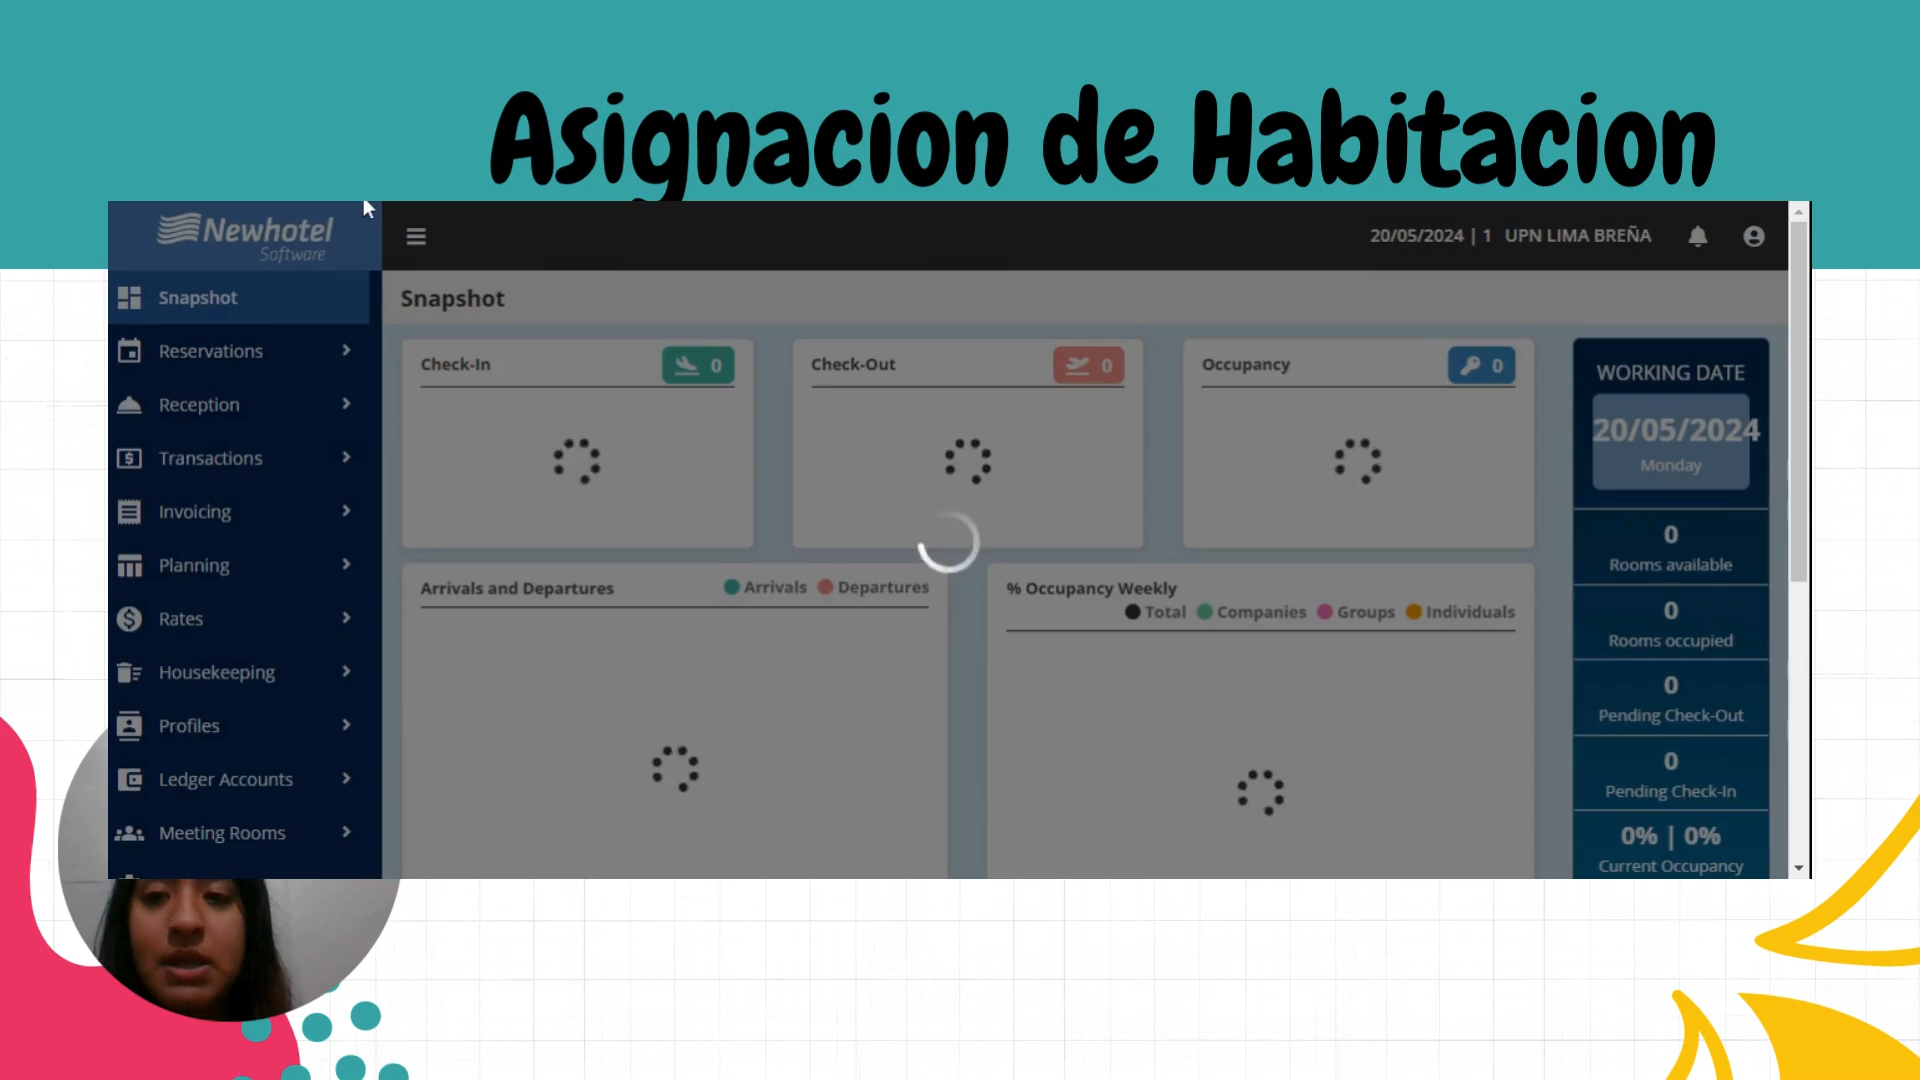 Asignacion de Habitacion
Newhotel
Software
20/05/2024 | 1 UPN LIMA BREÑA
Snapshot
Reservations
Reception
Transactions
Invoicing
Planning
Rates
Housekeeping
Profiles
Ledger Accounts
Meeting Rooms
Snapshot
Check-In
0
Check-Out
0
Occupancy
0
Arrivals and Departures
Arrivals
Departures
% Occupancy Weekly
Total
Companies
Groups
Individuals
WORKING DATE
20/05/2024
Monday
0
Rooms available
0
Rooms occupied
0
Pending Check-Out
0
Pending Check-In
0% | 0%
Current Occupancy